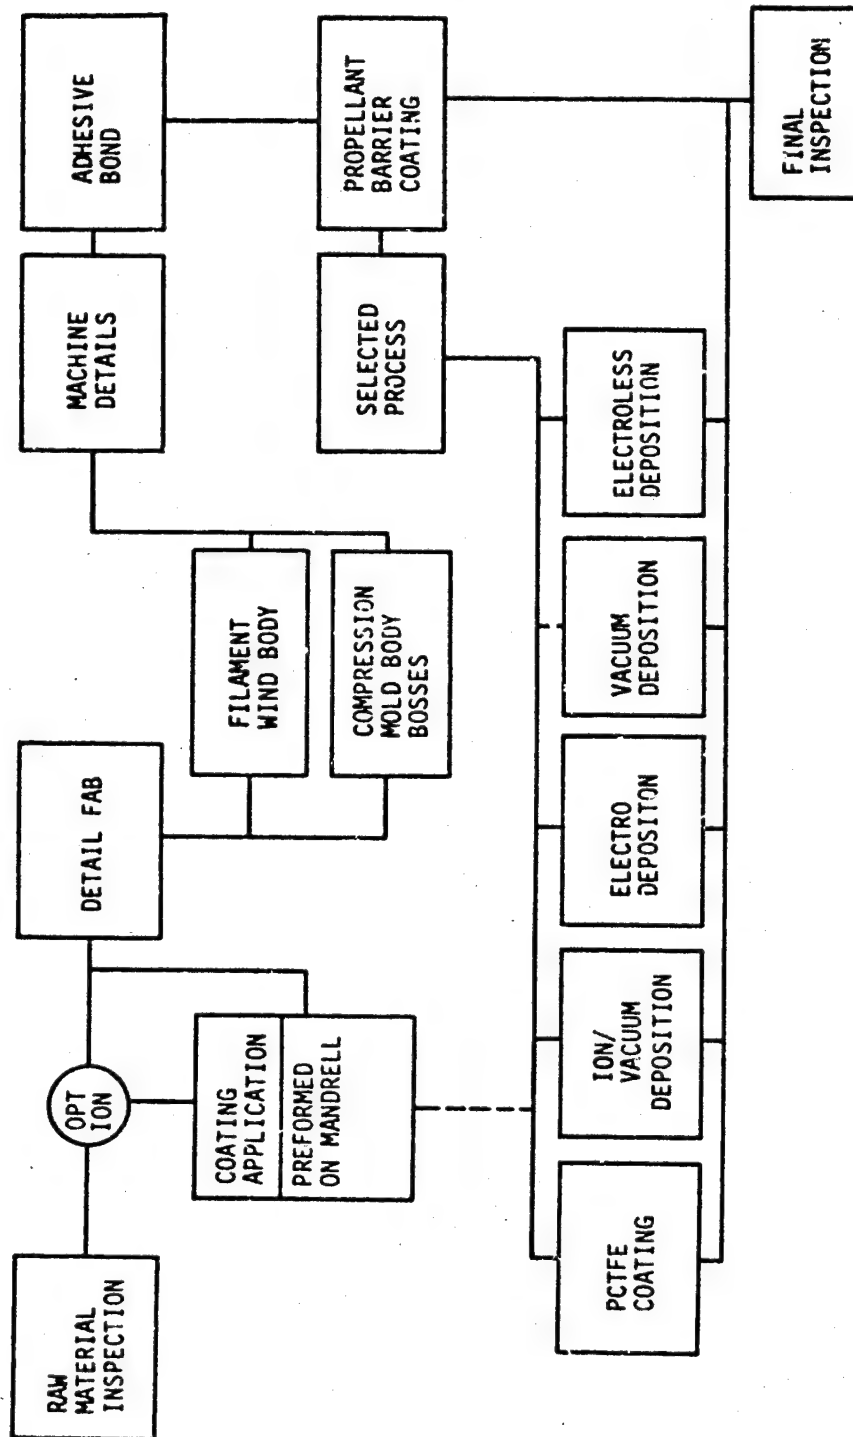 RAW
MATERIAL
INSPECTION
OPT
ION
COATING
APPLICATION
PREFORMED
ON MANDRELL
DETAIL FAB
FILAMENT
WIND BODY
COMPRESSION
MOLD BODY
BOSSES
MACHINE
DETAILS
ADHESIVE
BOND
SELECTED
PROCESS
PROPELLANT
BARRIER
COATING
PCTFE
COATING
ION/
VACUUM
DEPOSITION
ELECTRO
DEPOSITON
VACUUM
DEPOSITION
ELECTROLESS
DEPOSITION
FINAL
INSPECTION